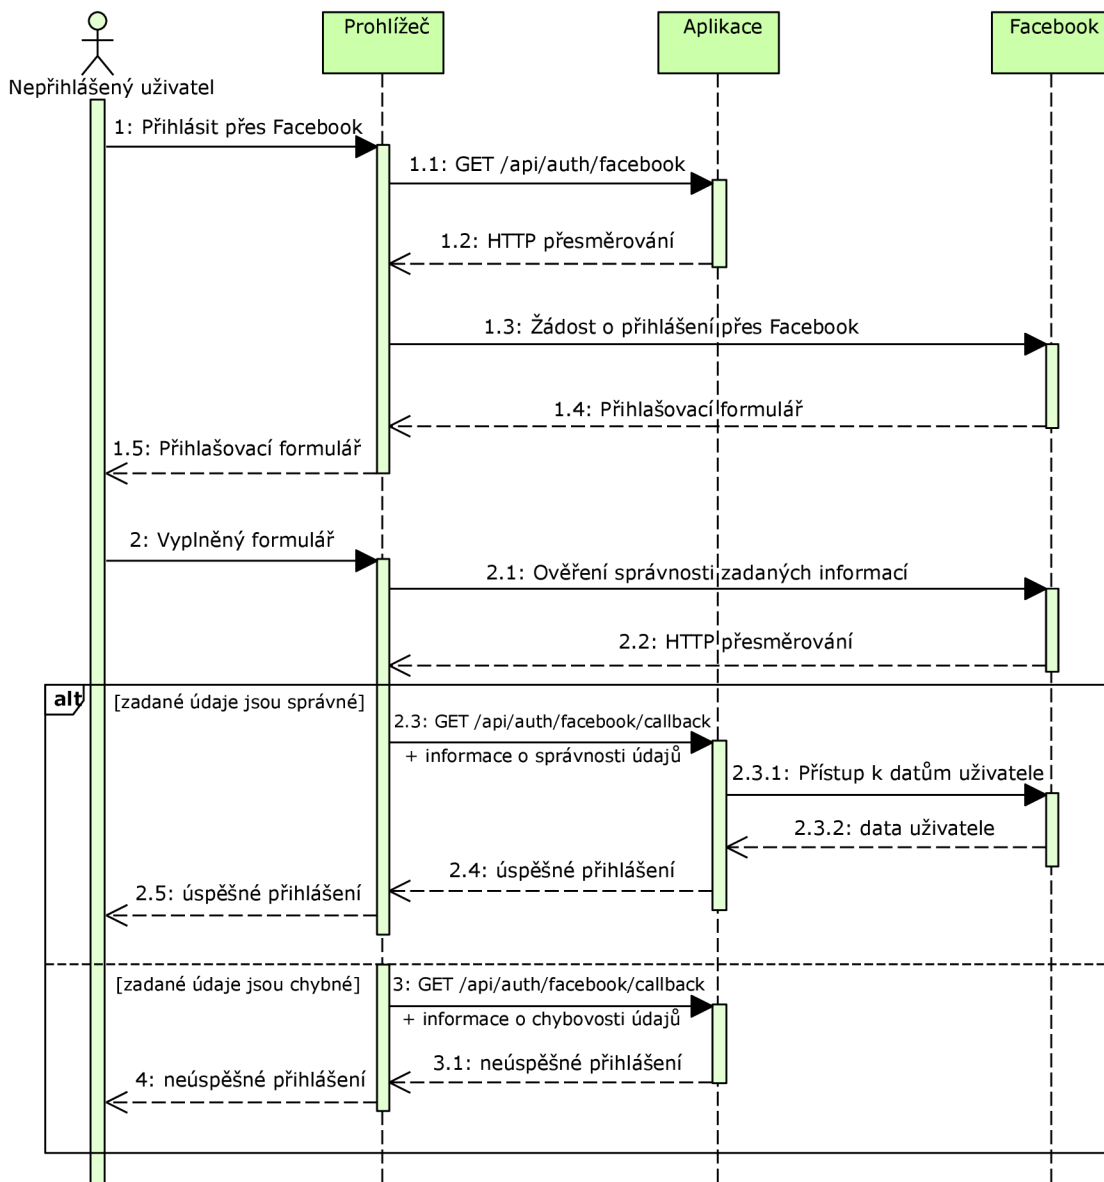 Prohlížeč
Aplikace
Facebook
Nepřihlášený uživatel
1: Přihlásit přes Facebook
1.1: GET /api/auth/facebook
1.2: HTTP přesměrování
1.3: Žádost o přihlášení přes Facebook
1.4: Přihlašovací formulář
1.5: Přihlašovací formulář
2: Vyplněný formulář
2.1: Ověření správnosti zadaných informací
2.2: HTTP přesměrování
alt
[zadané údaje jsou správné]
2.3: GET /api/auth/facebook/callback
+ informace o správnosti údajů
2.3.1: Přístup k datům uživatele
2.3.2: data uživatele
2.4: úspěšné přihlášení
2.5: úspěšné přihlášení
[zadané údaje jsou chybné]
3: GET /api/auth/facebook/callback
+ informace o chybovosti údajů
3.1: neúspěšné přihlášení
4: neúspěšné přihlášení